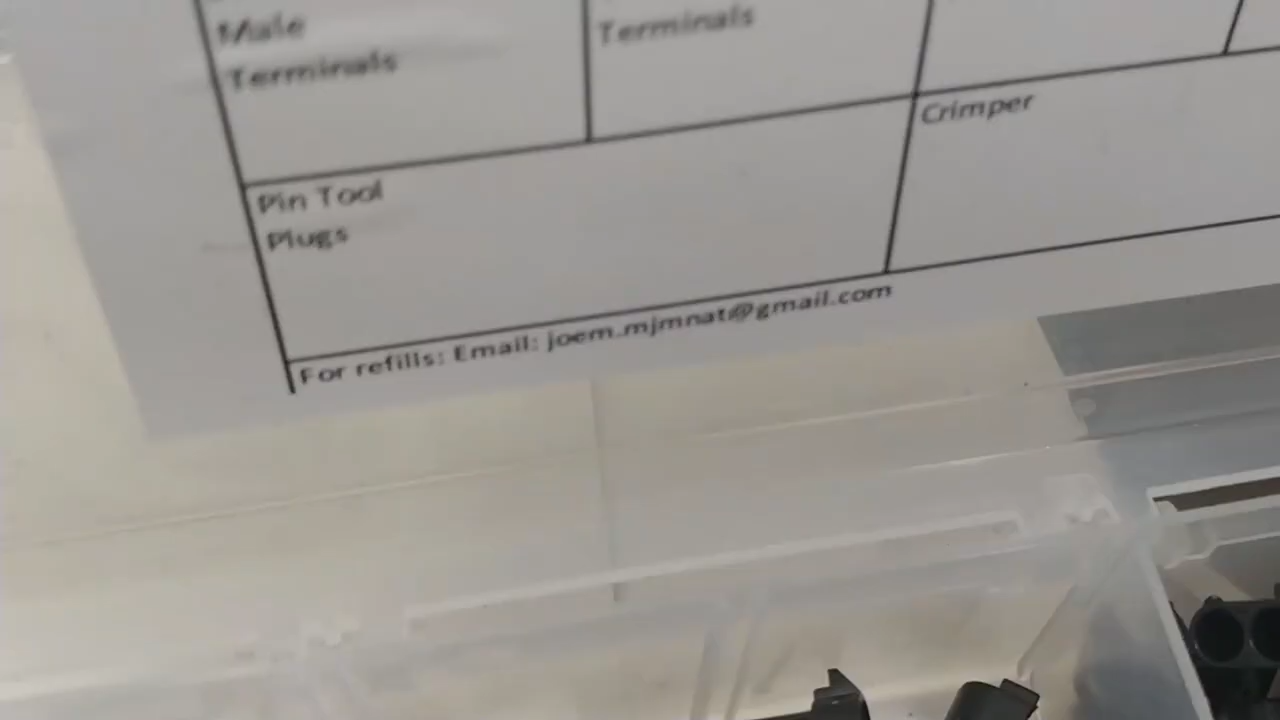 Male
Terminals
Terminals
Crimper
Pin Tool
Plugs
For refills: Email: joem.mjmnat@gmail.com